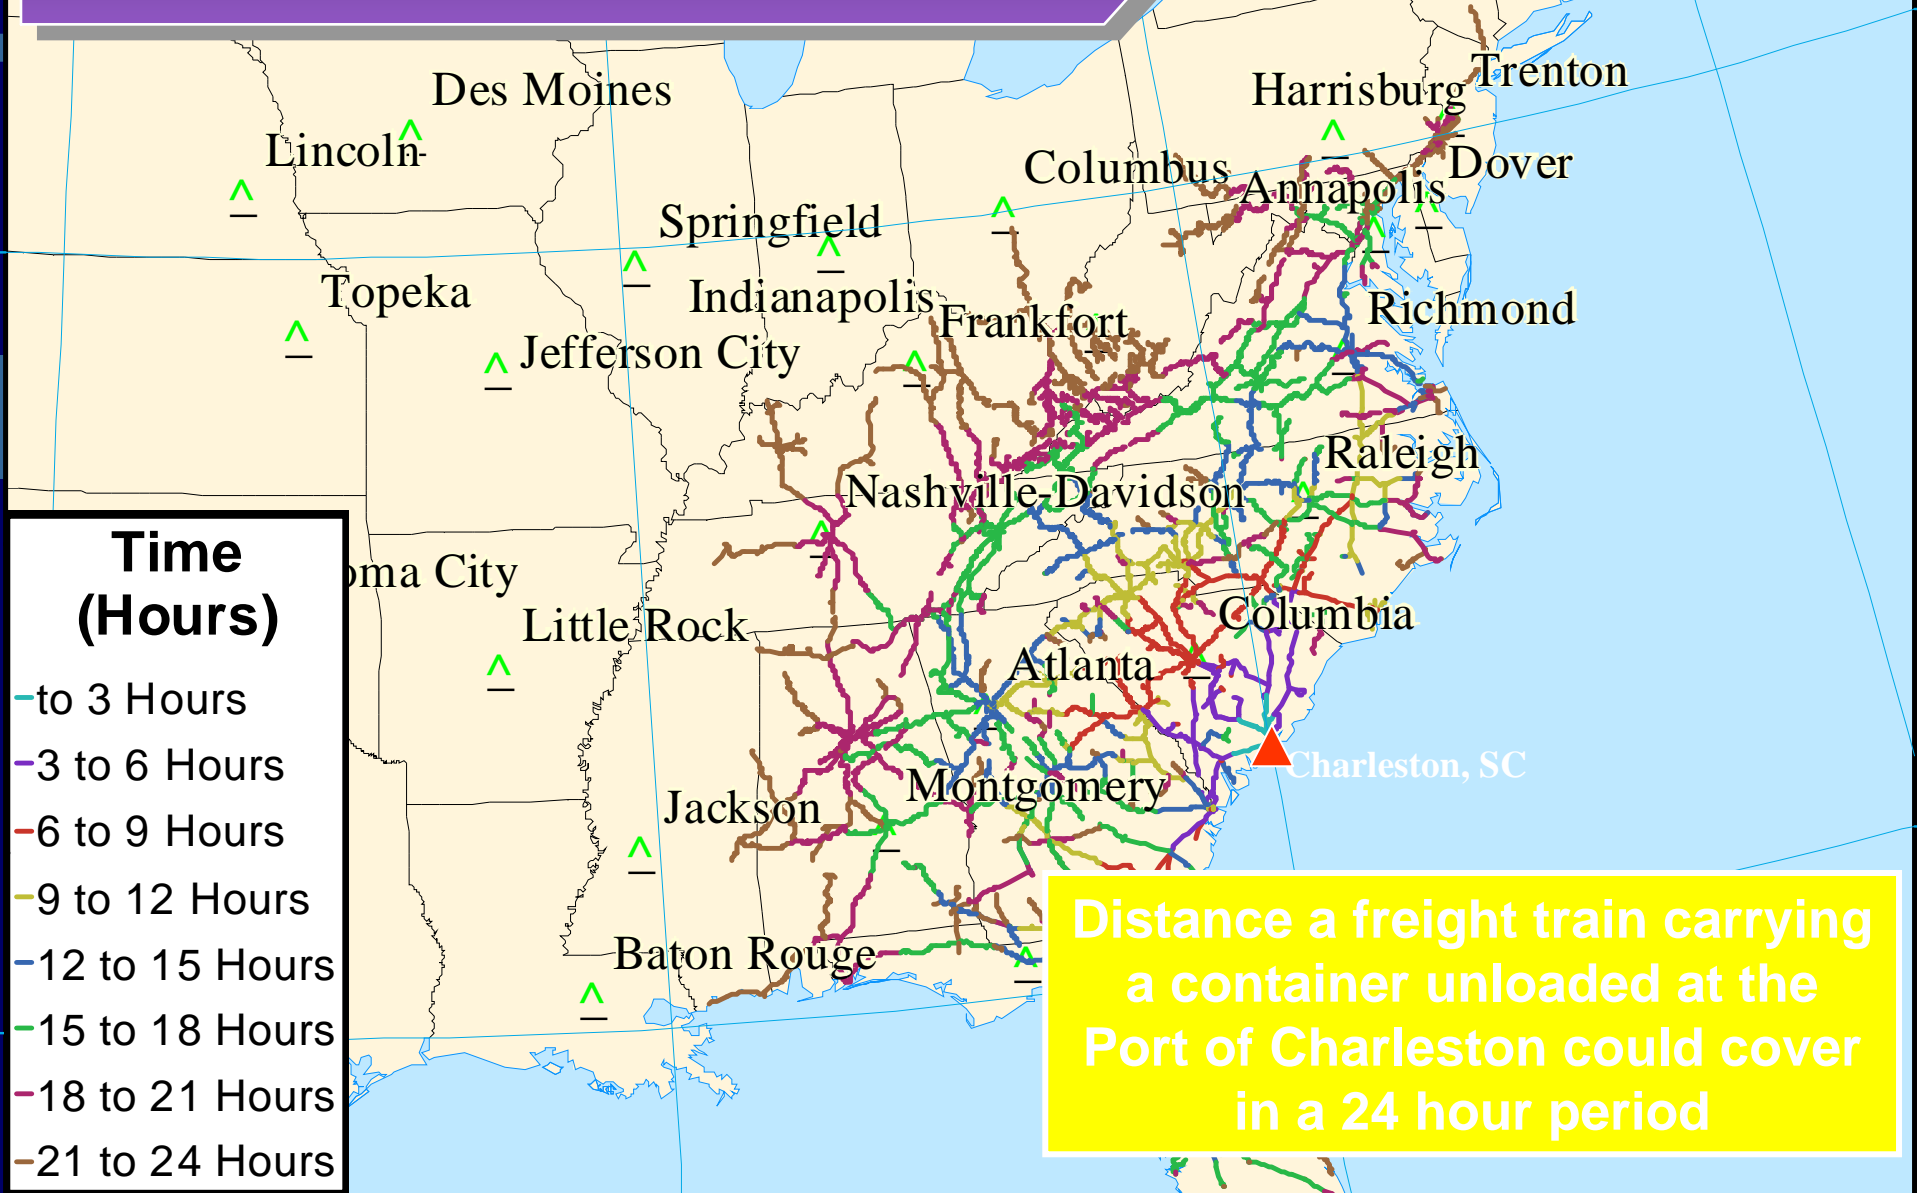 Des Moines
Trenton
Harrisburg
Lincoln
Columbus
Dover
Annapolis
Springfield
Topeka
Indianapolis
Frankfort
Richmond
Jefferson City
Raleigh
Nashville-Davidson
Time
(Hours)
oma City
Little Rock
Columbia
Atlanta
to 3 Hours
3 to 6 Hours
Charleston, SC
Montgomery
Jackson
6 to 9 Hours
9 to 12 Hours
Baton Rouge
12 to 15 Hours
15 to 18 Hours
18 to 21 Hours
21 to 24 Hours
Distance a freight train carrying
a container unloaded at the
Port of Charleston could cover
in a 24 hour period